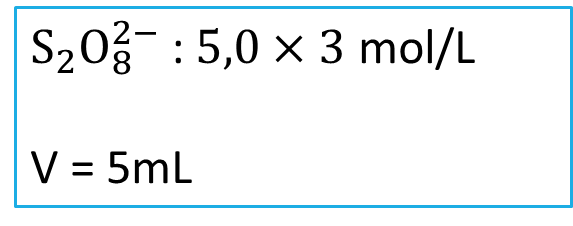 S₂O₈²⁻ : 5,0 × 3 mol/L
V = 5mL